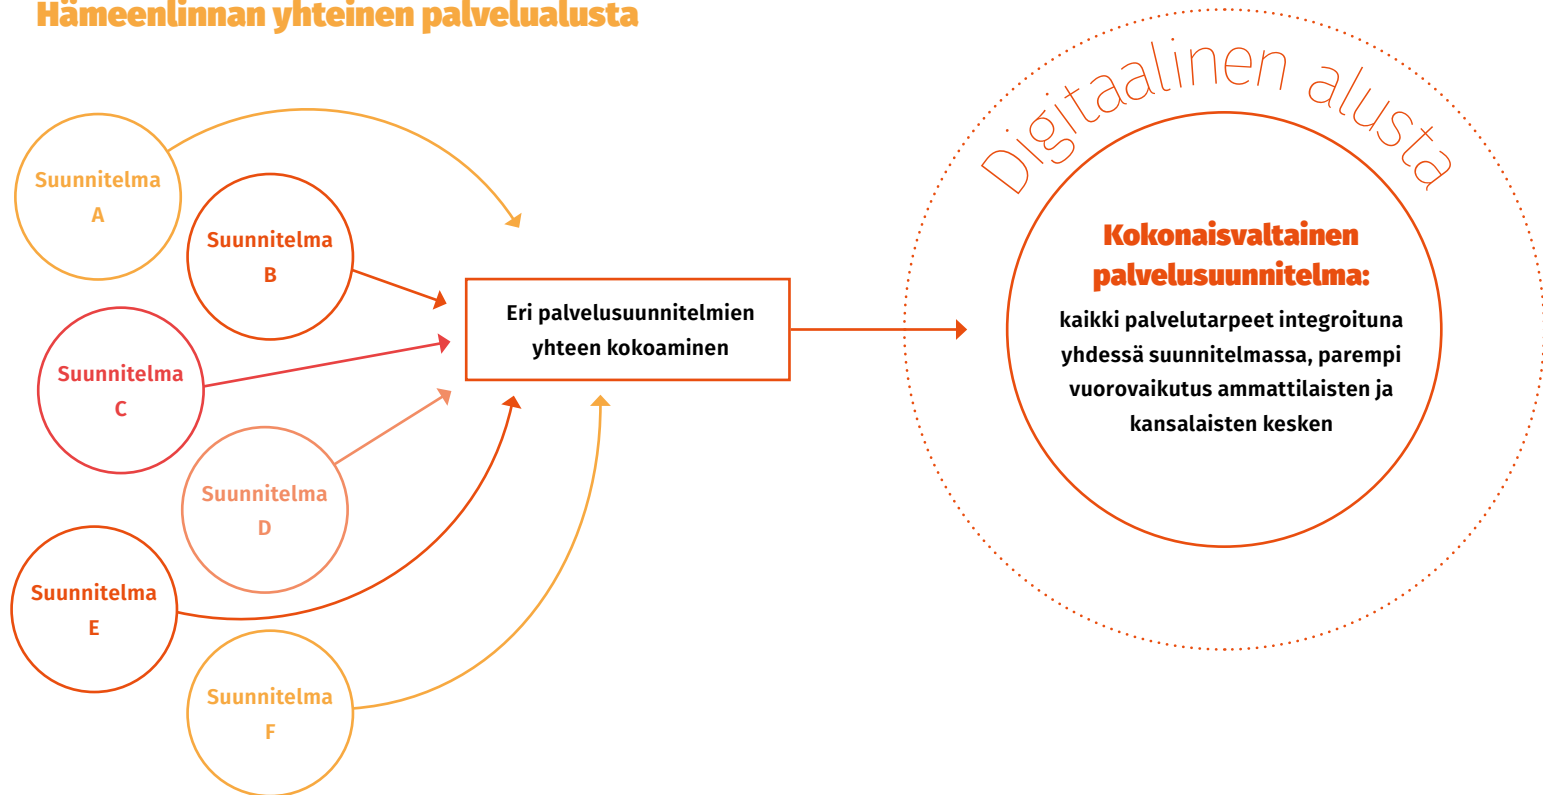 Hämeenlinnan yhteinen palvelualusta
Suunnitelma
A
Suunnitelma
B
Suunnitelma
C
Suunnitelma
D
Suunnitelma
E
Suunnitelma
F
Eri palvelusuunnitelmien
yhteen kokoaminen
Digitaalinen alusta
Kokonaisvaltainen
palvelusuunnitelma:
kaikki palvelutarpeet integroituna
yhdessä suunnitelmassa, parempi
vuorovaikutus ammattilaisten ja
kansalaisten kesken